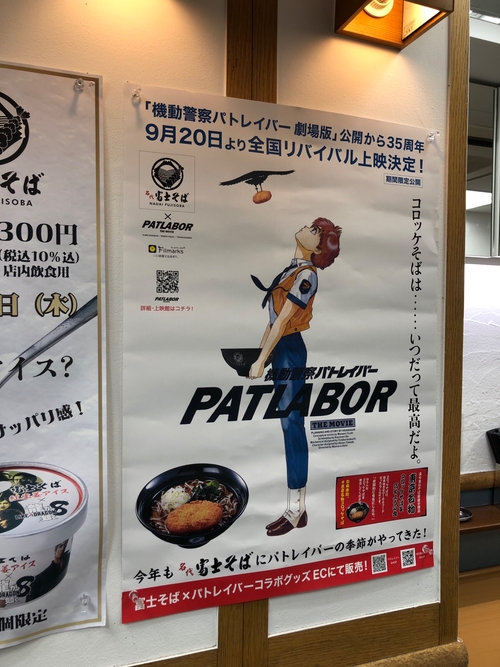 そば
NISOBA
300円
(税込10%込)
店内飲食用
日(木)
アイス?
サッパリ感!
個限定
「機動警察パトレイバー 劇場版」公開から35周年
9月20日より全国リバイバル上映決定!
期間限定公開
名代
富士そば
NADAI FUJISOBA
×
PATLABOR
THE MOVIE
Filmarks
PATLABOR
詳細・上映館はコチラ!
コロッケそばは……いつだって最高だよ。
機動警察パトレイバー
PATLABOR
THE MOVIE
今年も名代富士そばにパトレイバーの季節がやってきた!
富士そば×パトレイバーコラボグッズ ECにて販売!